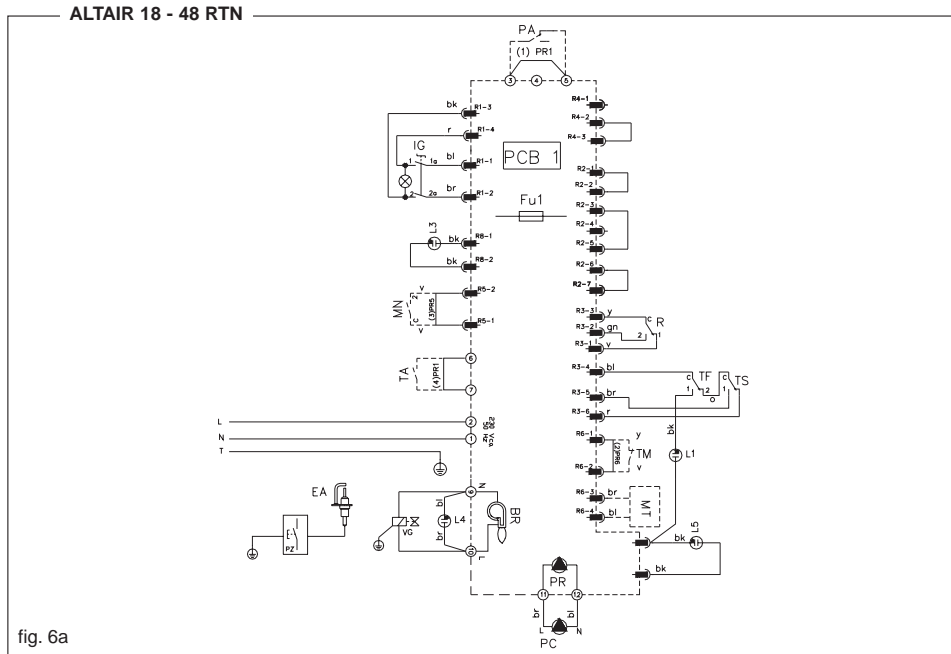 ALTAIR 18 - 48 RTN
PA
(1) PR1
3 4 5
bk R1-3
r R1-4
IG
1 1a bl R1-1
2 2a br R1-2
PCB 1
Fu1
L3
bk R8-1
bk R8-2
MN
2 v R5-2
(3)PR5
C v R5-1
TA
(4)PR1
6
7
L 2
N 1
230 Vca
50 Hz
T
EA
PZ
VG
9 N
bl
L4
br
10 L
BR
PR
11 12
br bl
L N
PC
R4-1
R4-2
R4-3
R2-1
R2-2
R2-3
R2-4
R2-5
R2-6
R2-7
R3-3 y
R3-2 gn
R3-1 v
C R
2 1
R3-4 bl
R3-5 br
R3-6 r
C TF
1 2
o
C TS
1
R6-1 y
(2)PR6 TM
R6-2 v
R6-3 br
R6-4 bl
MT
bk
L1
bk L5
bk
fig. 6a